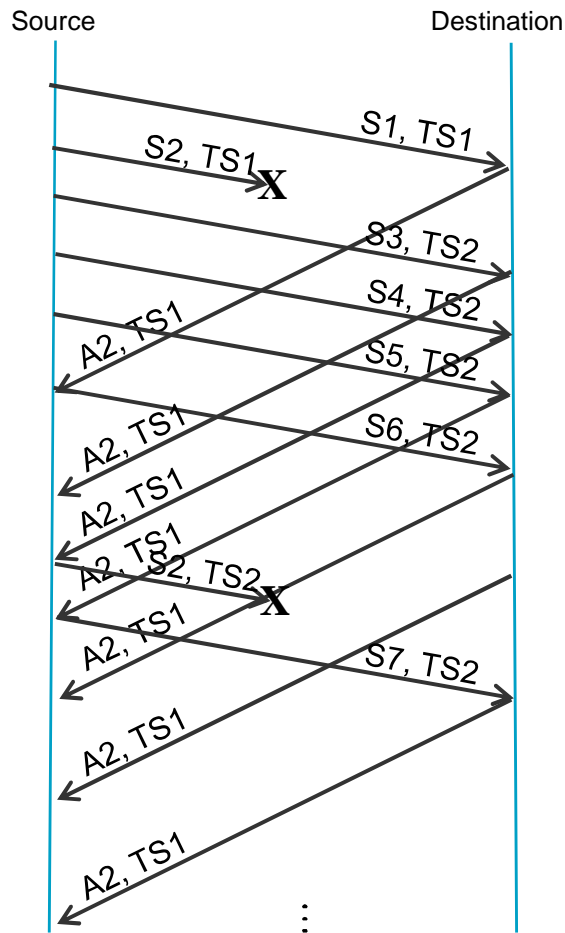 Source
Destination
S1, TS1
S2, TS1
X
S3, TS2
S4, TS2
A2, TS1
S5, TS2
A2, TS1
S6, TS2
A2, TS1
A2, TS1
S2, TS2
X
A2, TS1
S7, TS2
A2, TS1
A2, TS1
⋮